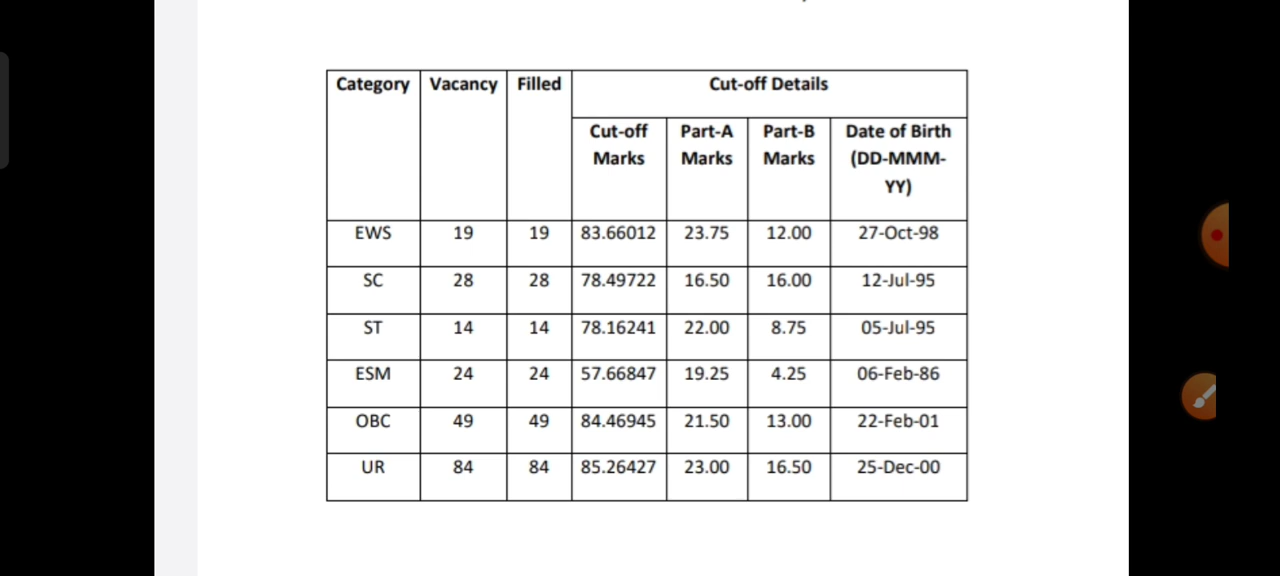 Category Vacancy Filled Cut-off Details
Cut-off Marks Part-A Marks Part-B Marks Date of Birth (DD-MMM-YY)
EWS 19 19 83.66012 23.75 12.00 27-Oct-98
SC 28 28 78.49722 16.50 16.00 12-Jul-95
ST 14 14 78.16241 22.00 8.75 05-Jul-95
ESM 24 24 57.66847 19.25 4.25 06-Feb-86
OBC 49 49 84.46945 21.50 13.00 22-Feb-01
UR 84 84 85.26427 23.00 16.50 25-Dec-00